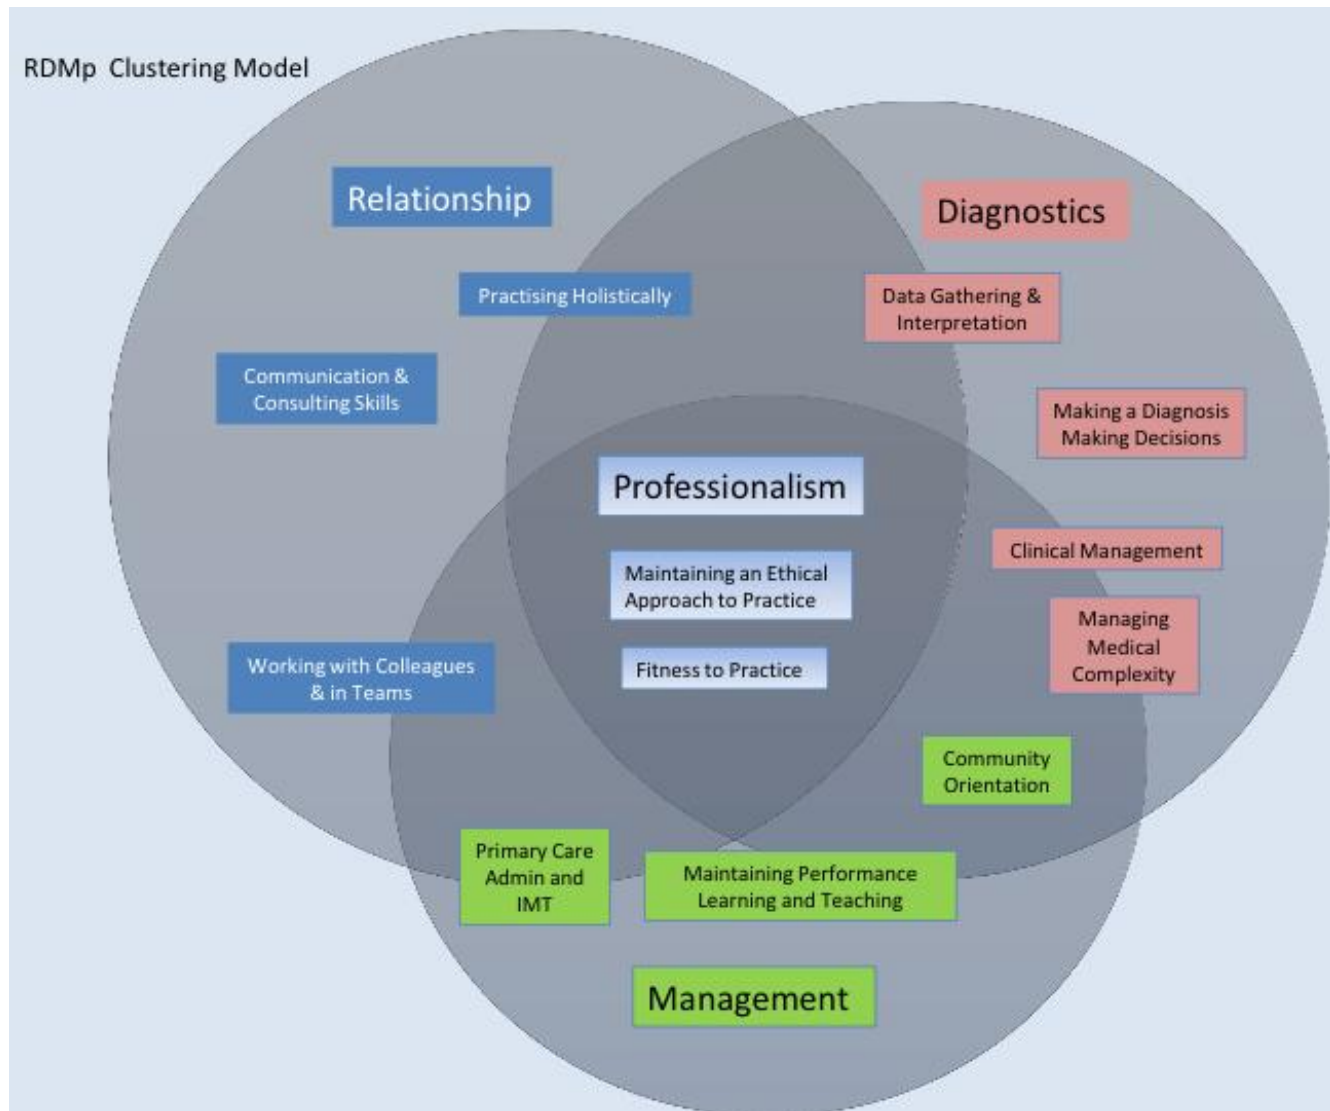 RDMp Clustering Model
Relationship
Diagnostics
Practising Holistically
Data Gathering &
Interpretation
Communication &
Consulting Skills
Making a Diagnosis
Making Decisions
Professionalism
Clinical Management
Maintaining an Ethical
Approach to Practice
Managing
Medical
Complexity
Working with Colleagues
& in Teams
Fitness to Practice
Community
Orientation
Primary Care
Admin and
IMT
Maintaining Performance
Learning and Teaching
Management